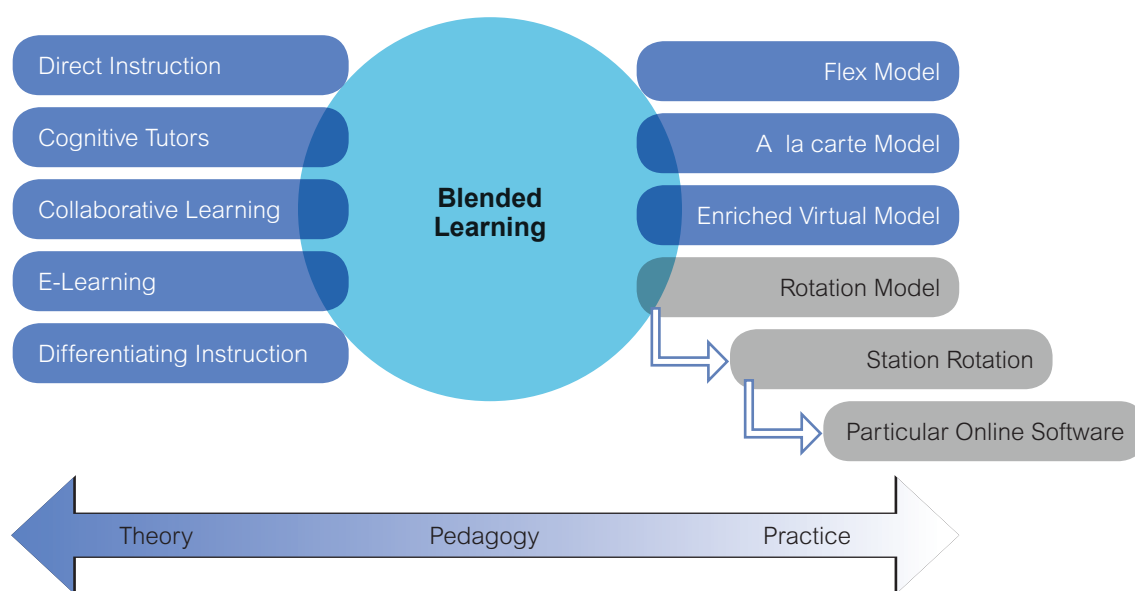 Direct Instruction
Cognitive Tutors
Collaborative Learning
E-Learning
Differentiating Instruction
Blended
Learning
Flex Model
A la carte Model
Enriched Virtual Model
Rotation Model
Station Rotation
Particular Online Software
Theory
Pedagogy
Practice